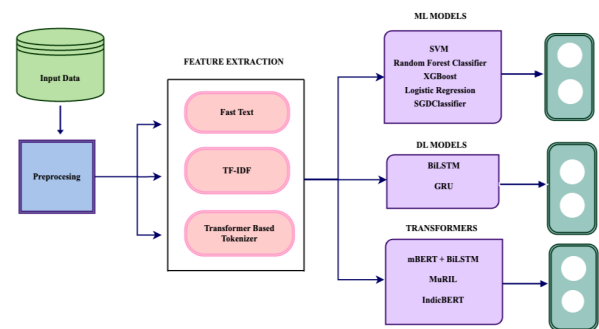 Input Data
Preprocesing
FEATURE EXTRACTION
Fast Text
TF-IDF
Transformer Based
Tokenizer
ML MODELS
SVM
Random Forest Classifier
XGBoost
Logistic Regression
SGDClassifier
DL MODELS
BiLSTM
GRU
TRANSFORMERS
mBERT + BiLSTM
MuRIL
IndicBERT